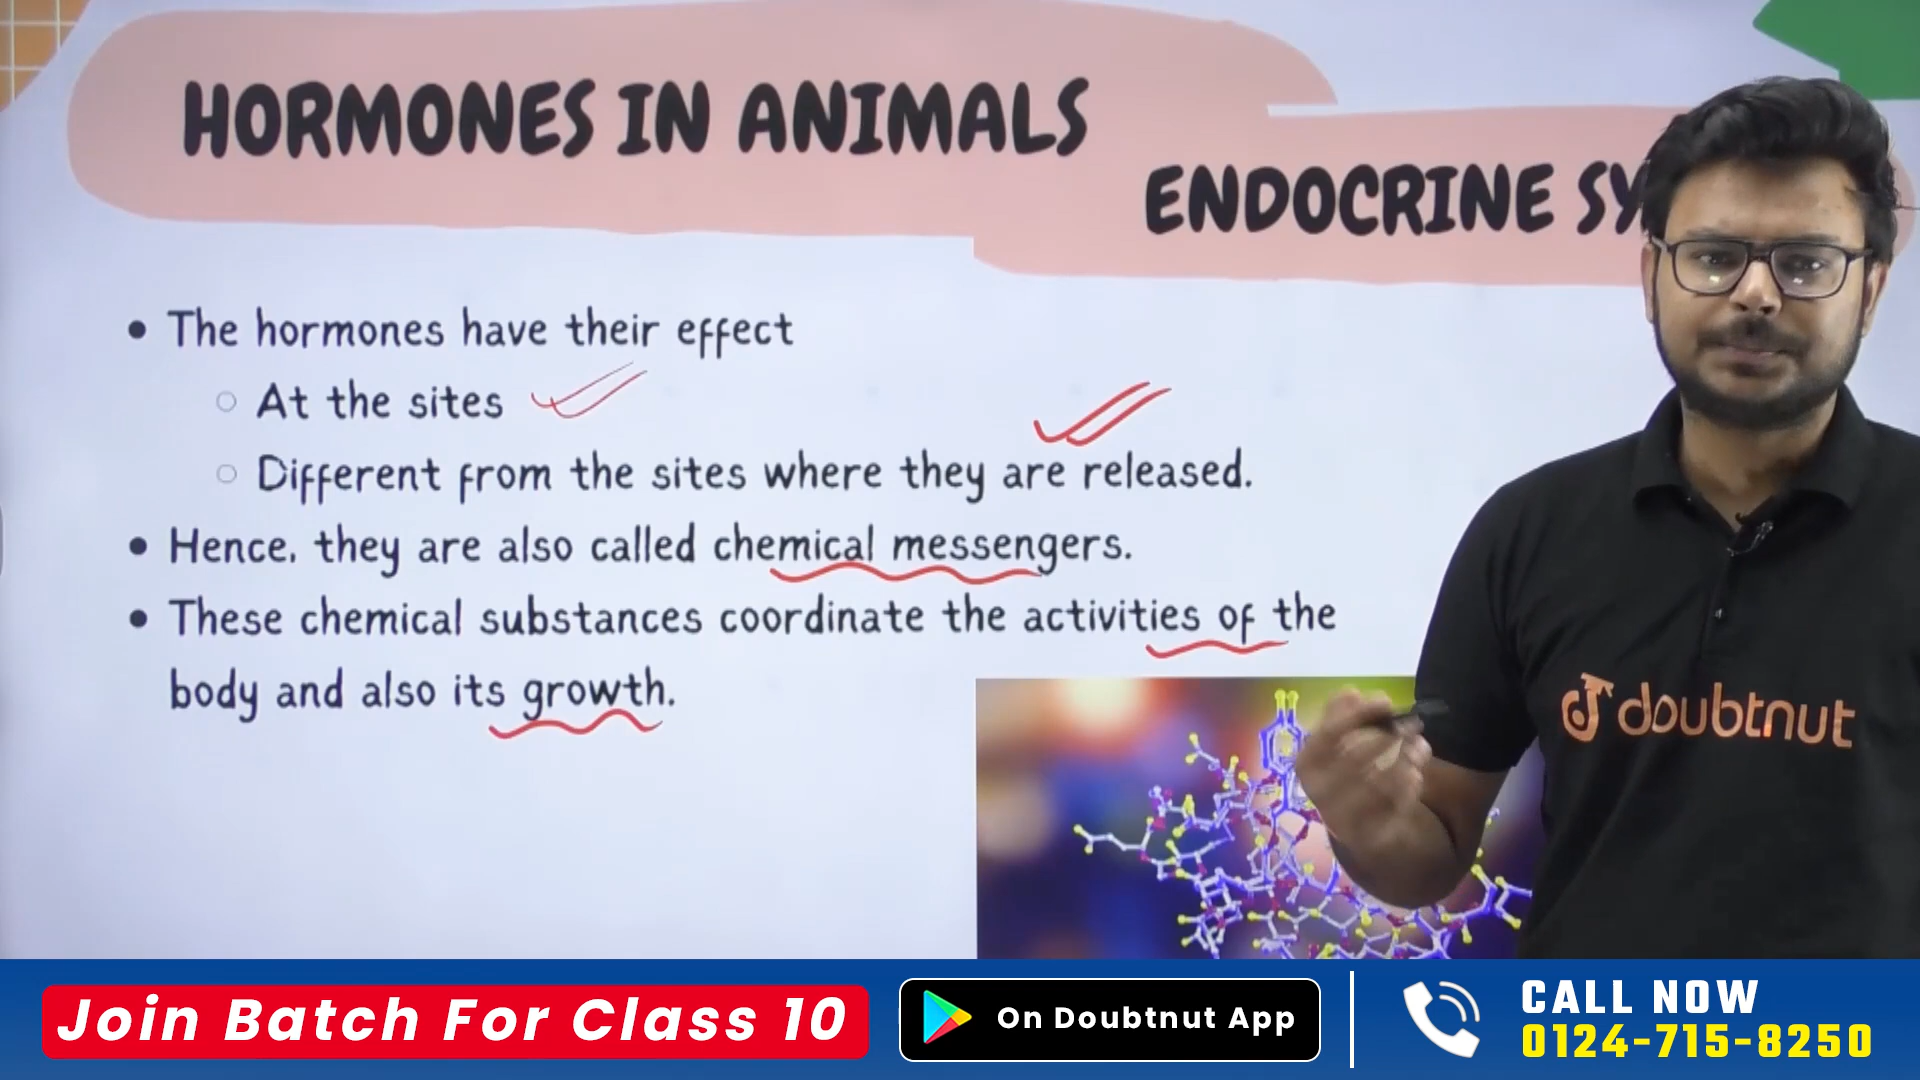 HORMONES IN ANIMALS
ENDOCRINE
• The hormones have their effect
○ At the sites
○ Different from the sites where they are released.
• Hence, they are also called chemical messengers.
• These chemical substances coordinate the activities of the
body and also its growth.
doubtnut
Join Batch For Class 10
On Doubtnut App
CALL NOW
0124-715-8250